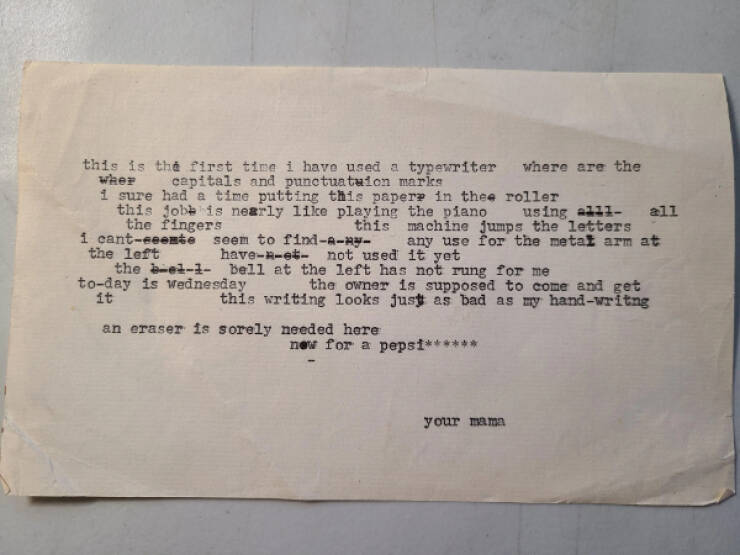 this is the first time i have used a typewriter where are the
wher capitals and punctuatuion marks
i sure had a time putting this paperr in thee roller
this jobb is nearly like playing the piano using alll- all
the fingers this machine jumps the letters
i cant-seemte seem to find-a-ny- any use for the metal arm at
the left have-n-ot- not used it yet
the b-el-l- bell at the left has not rung for me
to-day is wednesday the owner is supposed to come and get
it this writing looks just as bad as my hand-writng
an eraser is sorely needed here
now for a pepsi******
-
your mama